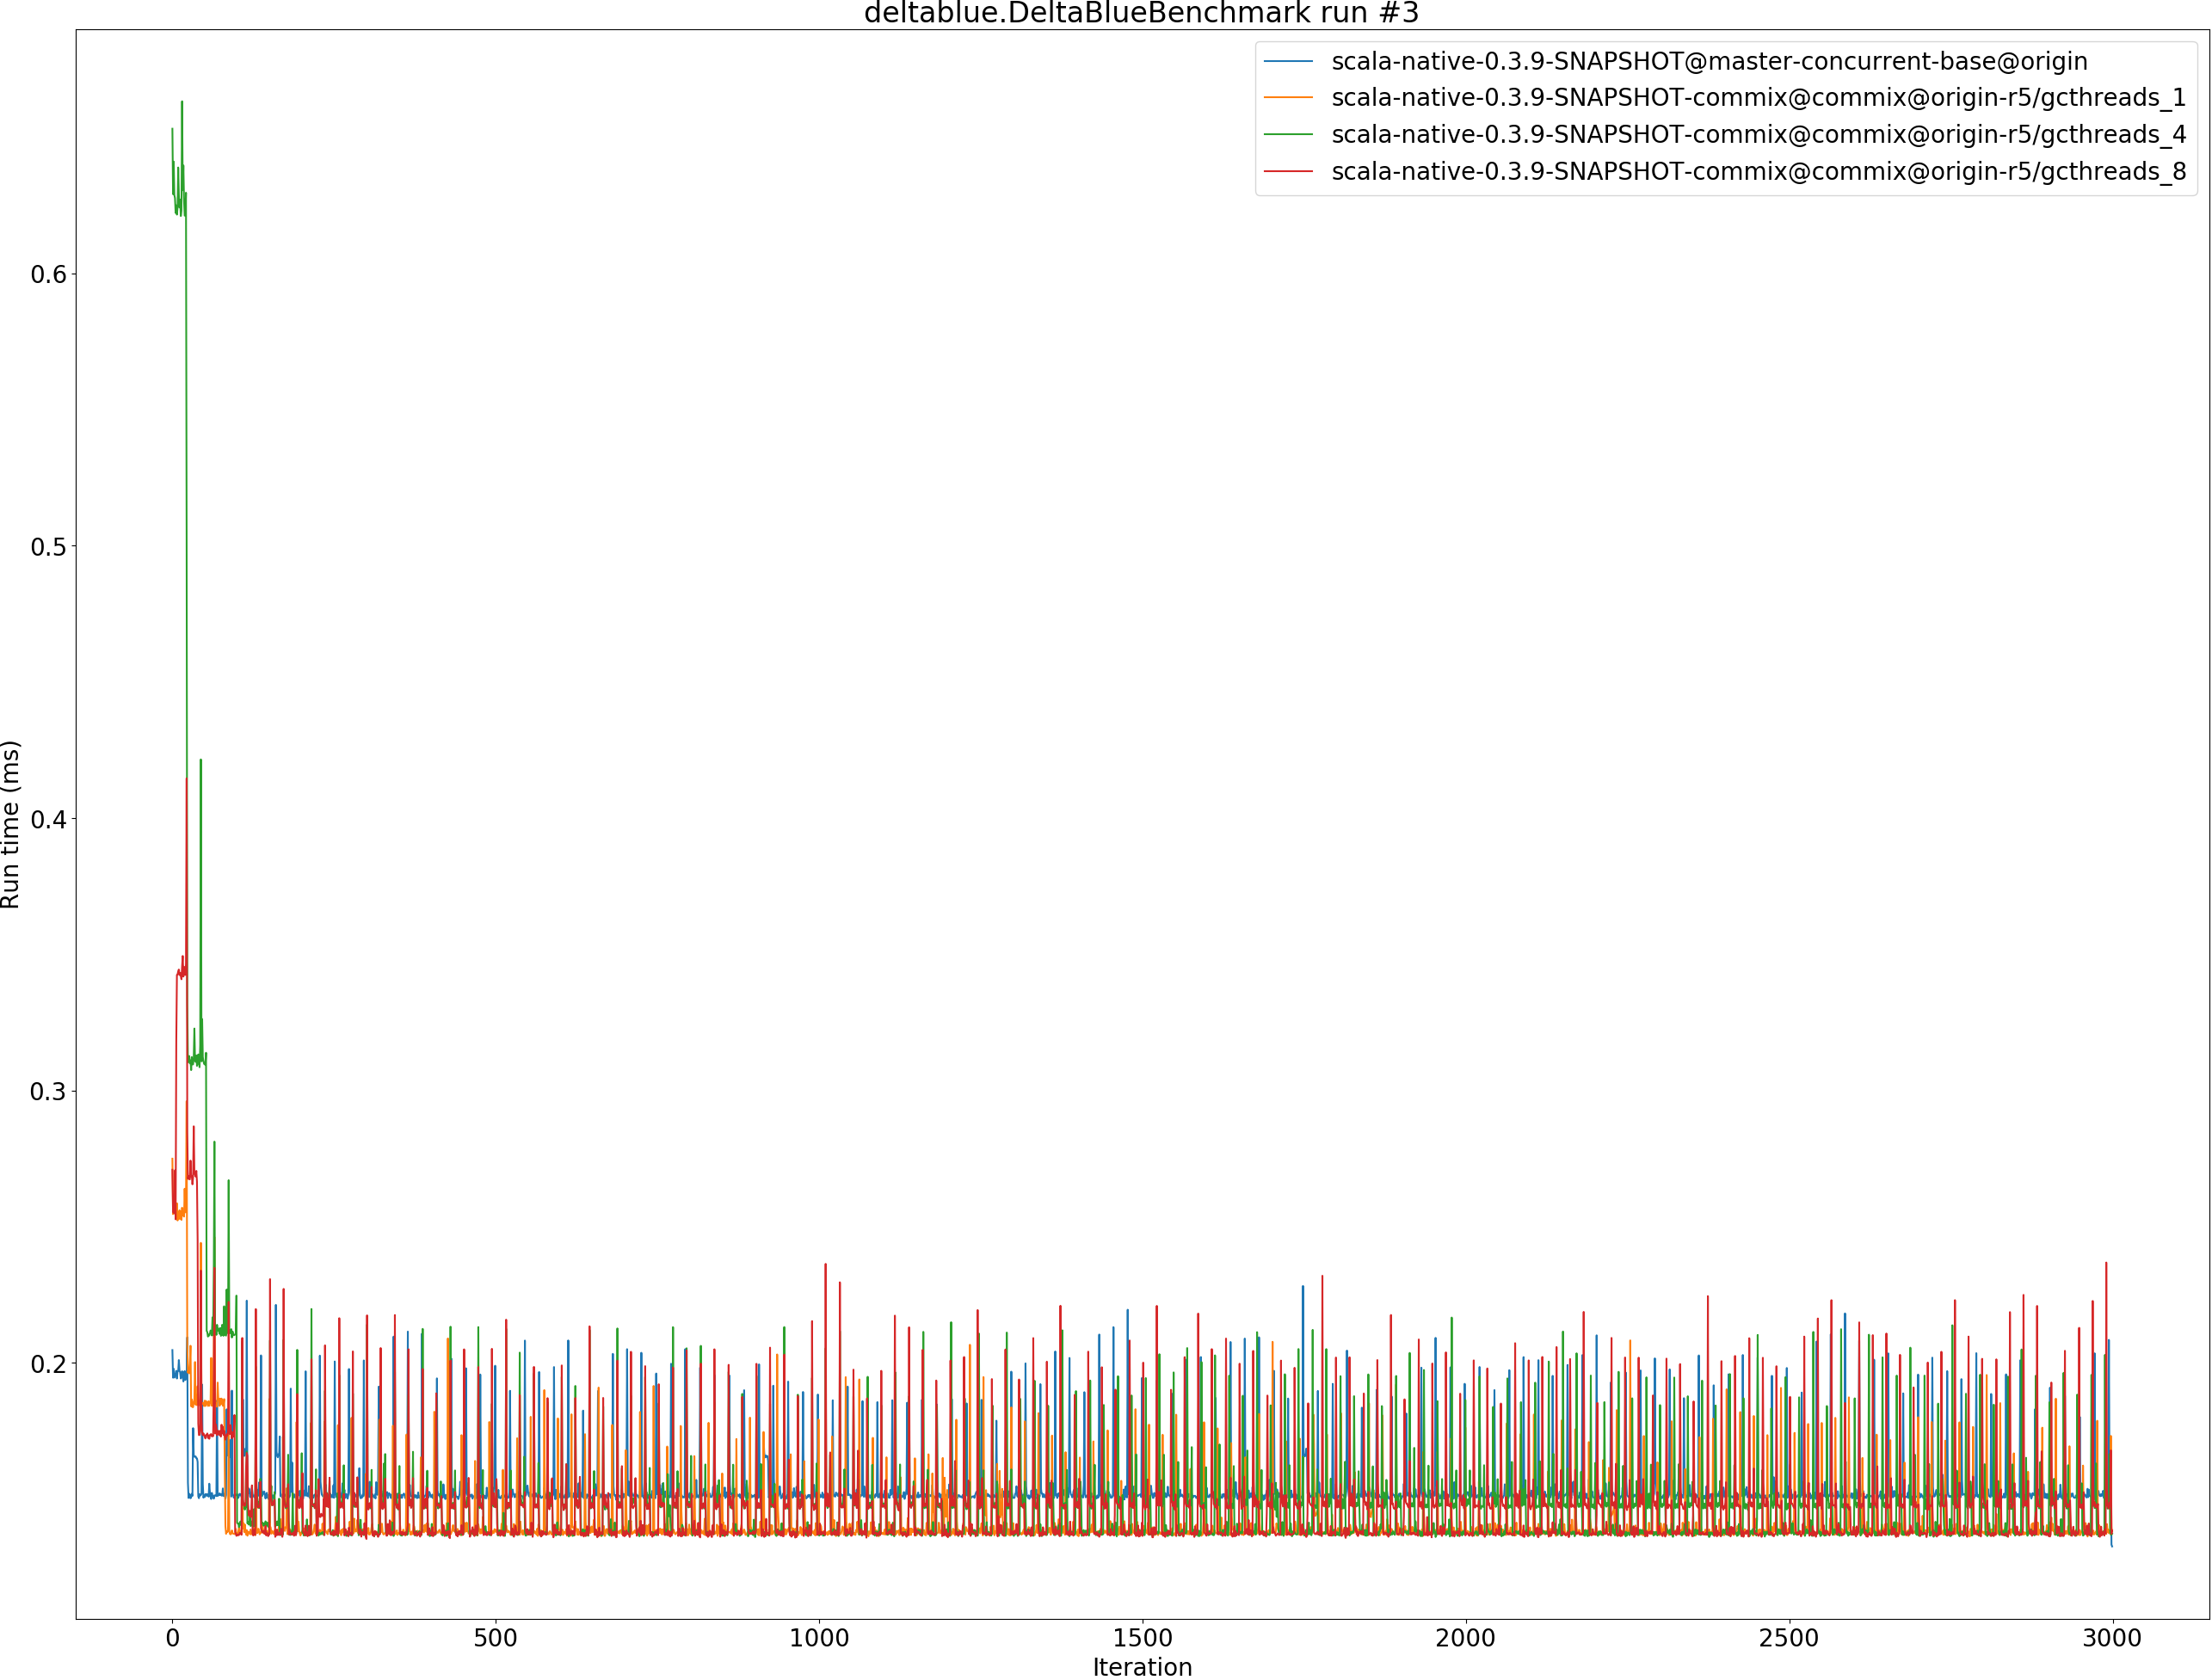 deltablue.DeltaBlueBenchmark run #3
scala-native-0.3.9-SNAPSHOT@master-concurrent-base@origin
scala-native-0.3.9-SNAPSHOT-commix@commix@origin-r5/gcthreads_1
scala-native-0.3.9-SNAPSHOT-commix@commix@origin-r5/gcthreads_4
scala-native-0.3.9-SNAPSHOT-commix@commix@origin-r5/gcthreads_8
0.6
0.5
0.4
0.3
0.2
Run time (ms)
0 500 1000 1500 2000 2500 3000
Iteration